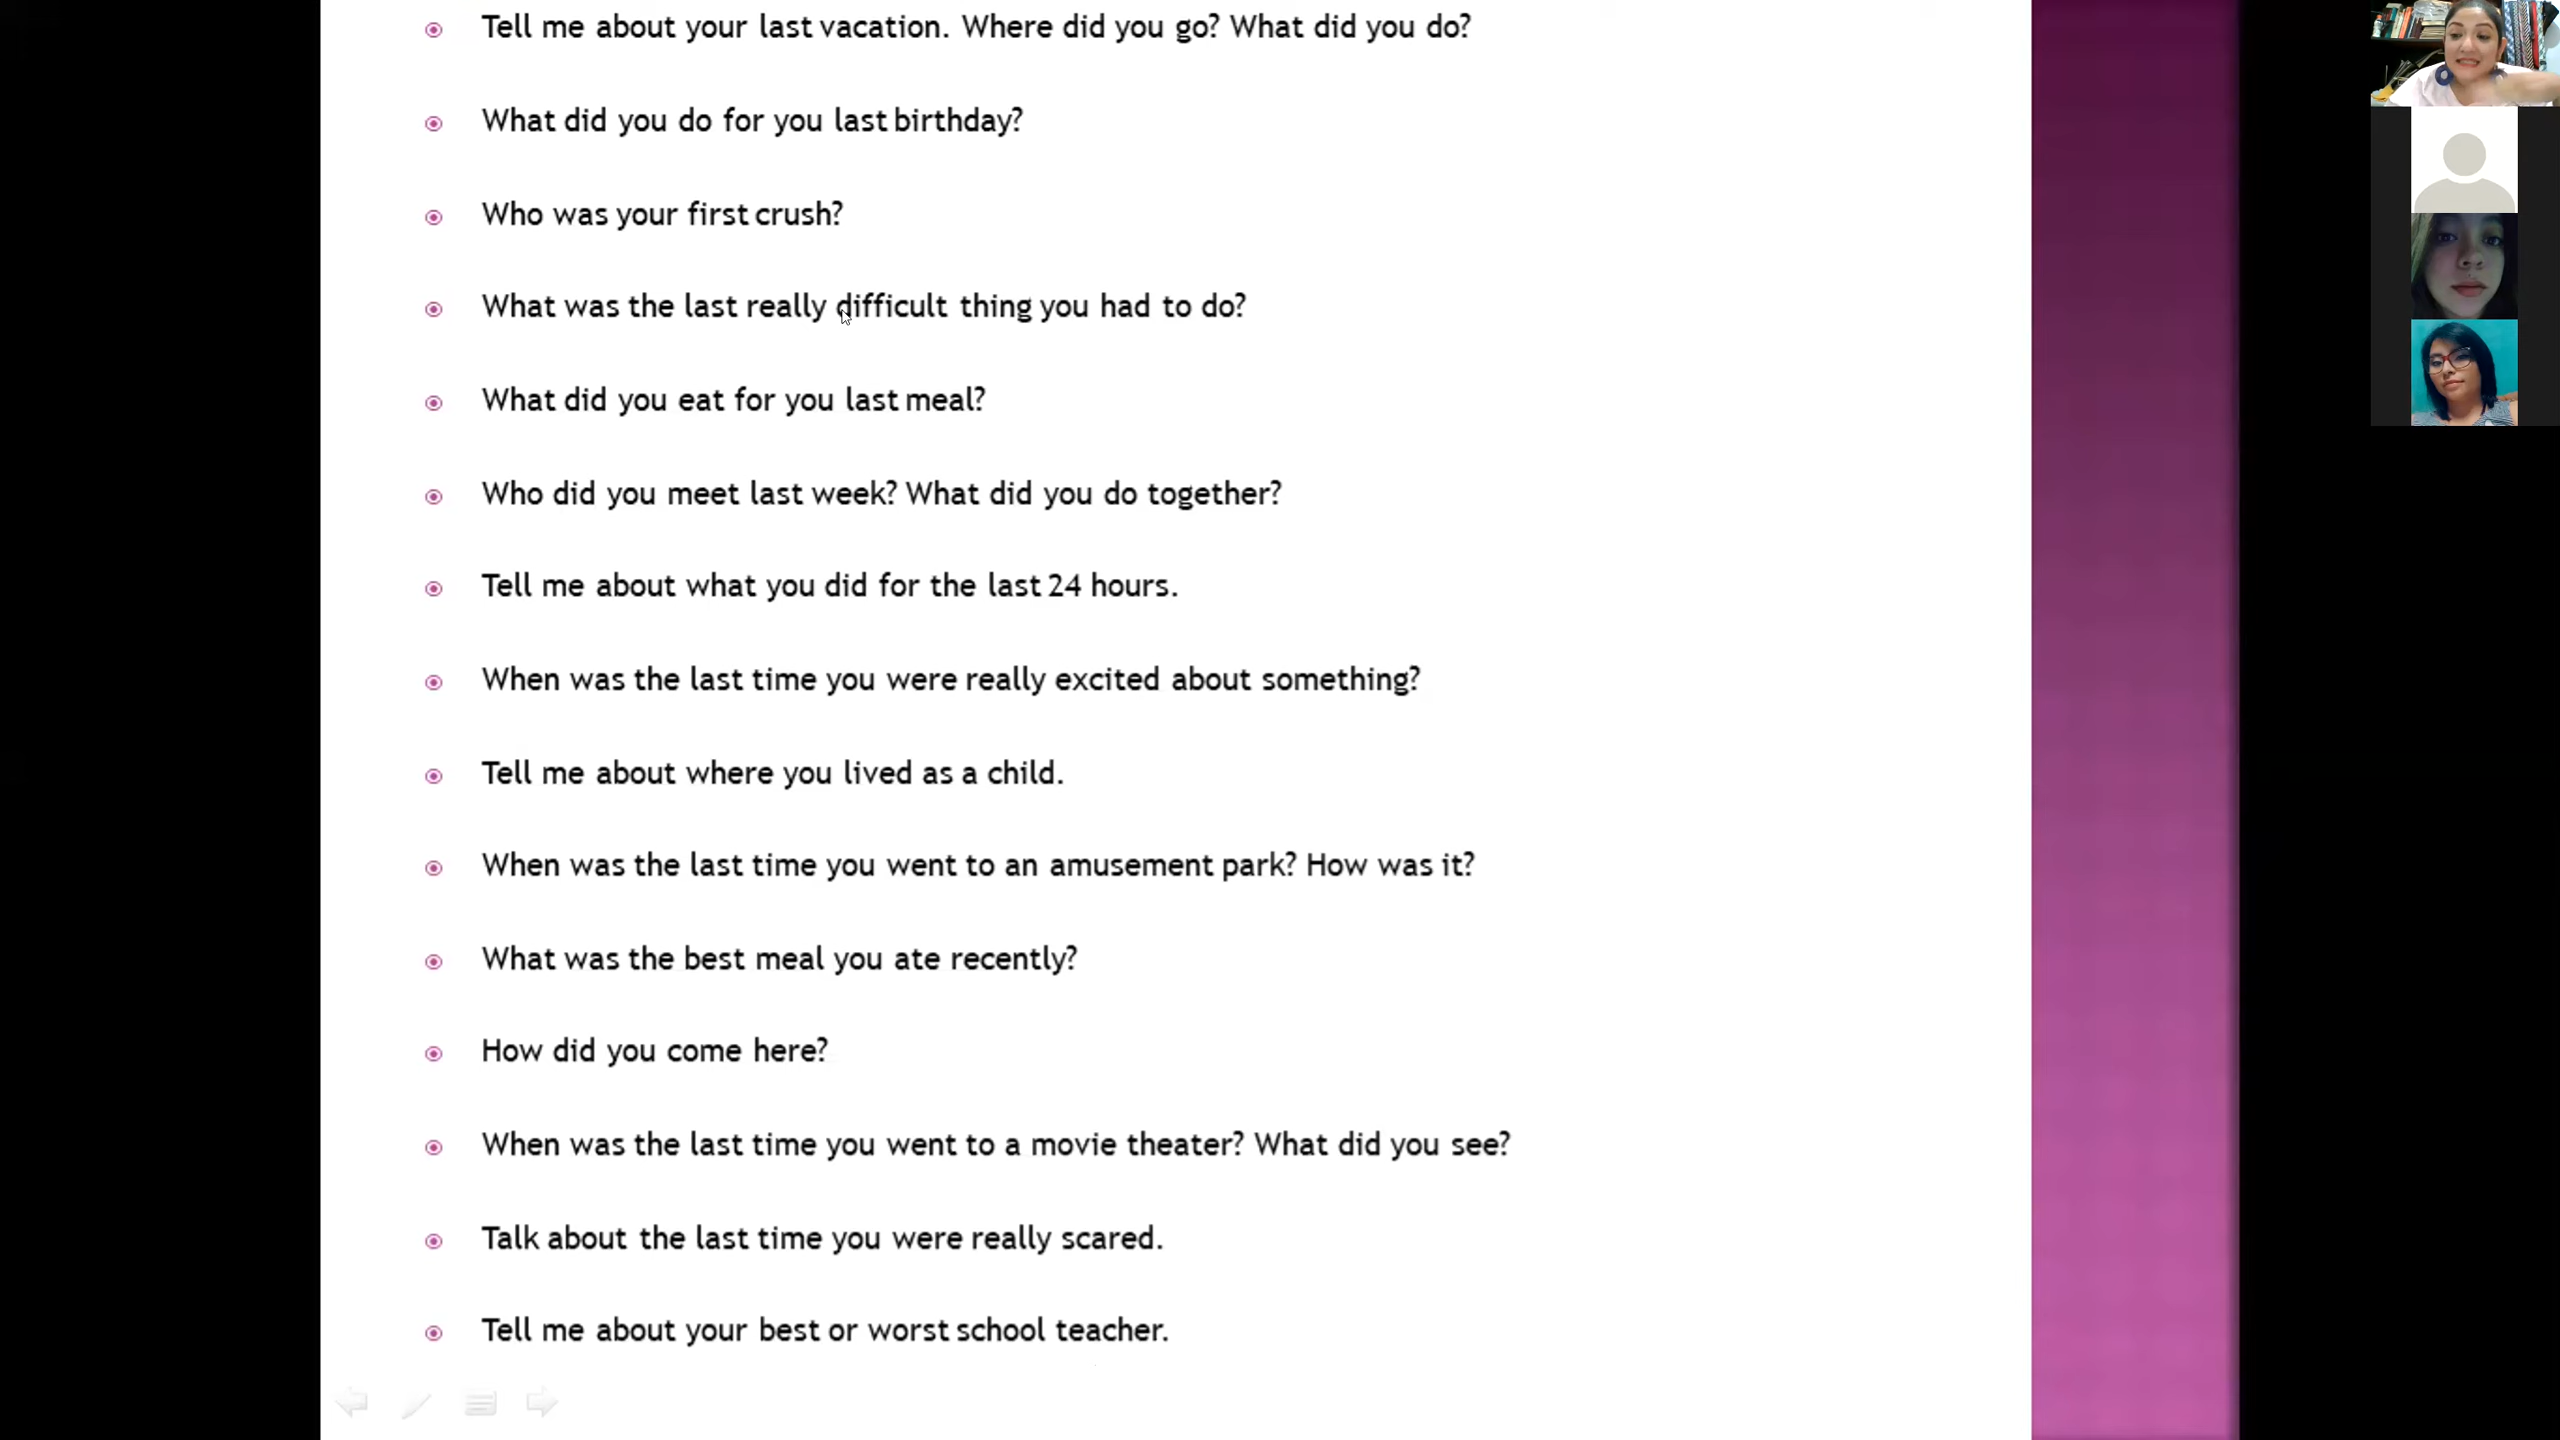 Tell me about your last vacation. Where did you go? What did you do?
What did you do for you last birthday?
Who was your first crush?
What was the last really difficult thing you had to do?
What did you eat for you last meal?
Who did you meet last week? What did you do together?
Tell me about what you did for the last 24 hours.
When was the last time you were really excited about something?
Tell me about where you lived as a child.
When was the last time you went to an amusement park? How was it?
What was the best meal you ate recently?
How did you come here?
When was the last time you went to a movie theater? What did you see?
Talk about the last time you were really scared.
Tell me about your best or worst school teacher.